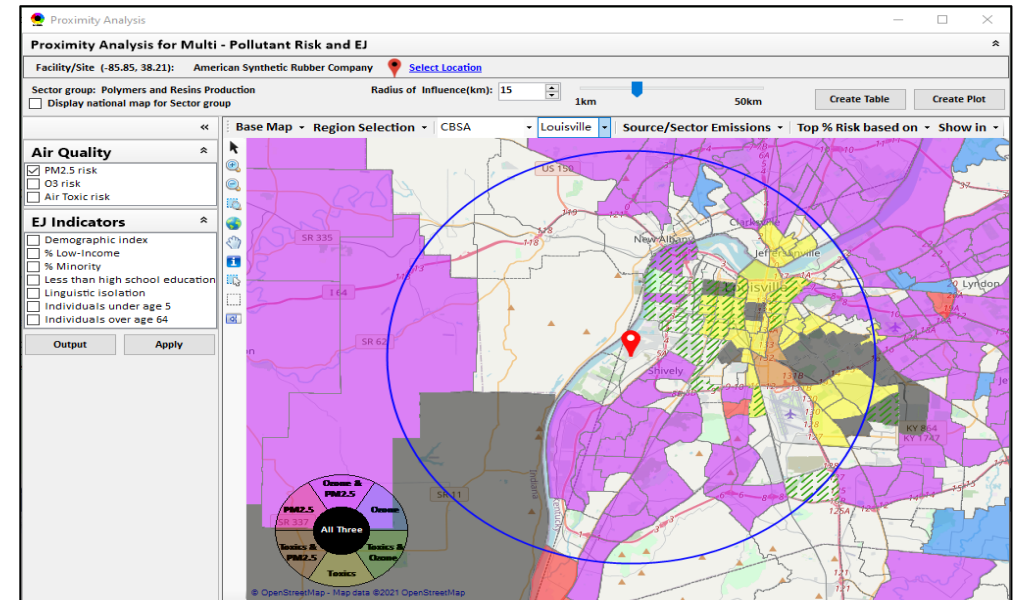 Proximity Analysis
Proximity Analysis for Multi - Pollutant Risk and EJ
Facility/Site (-85.85, 38.21): American Synthetic Rubber Company Select Location
Sector group: Polymers and Resins Production
Radius of Influence(km): 15
1km 50km
Create Table Create Plot
Display national map for Sector group
Base Map Region Selection CBSA Louisville Source/Sector Emissions Top % Risk based on Show in
Air Quality
PM2.5 risk
O3 risk
Air Toxic risk
EJ Indicators
Demographic index
% Low-Income
% Minority
Less than high school education
Linguistic isolation
Individuals under age 5
Individuals over age 64
Output Apply
US 150
SR 335
119
118
118
I 64
SR 62
New Albany
Clarksville
Jeffersonville
Louisville
Lyndon
Shively
KY 864
KY 1747
SR 11
Indiana
Kentucky
SR 337
Ozone & PM2.5
PM2.5
Ozone
All Three
Toxics & PM2.5
Toxics & Ozone
Toxics
© OpenStreetMap - Map data ©2021 OpenStreetMap